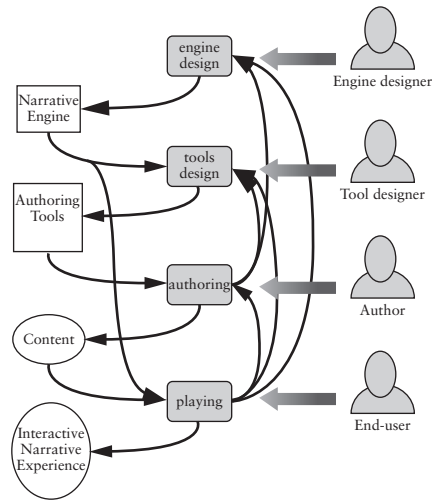 engine
design
Engine designer
Narrative
Engine
tools
design
Tool designer
Authoring
Tools
authoring
Author
Content
playing
End-user
Interactive
Narrative
Experience